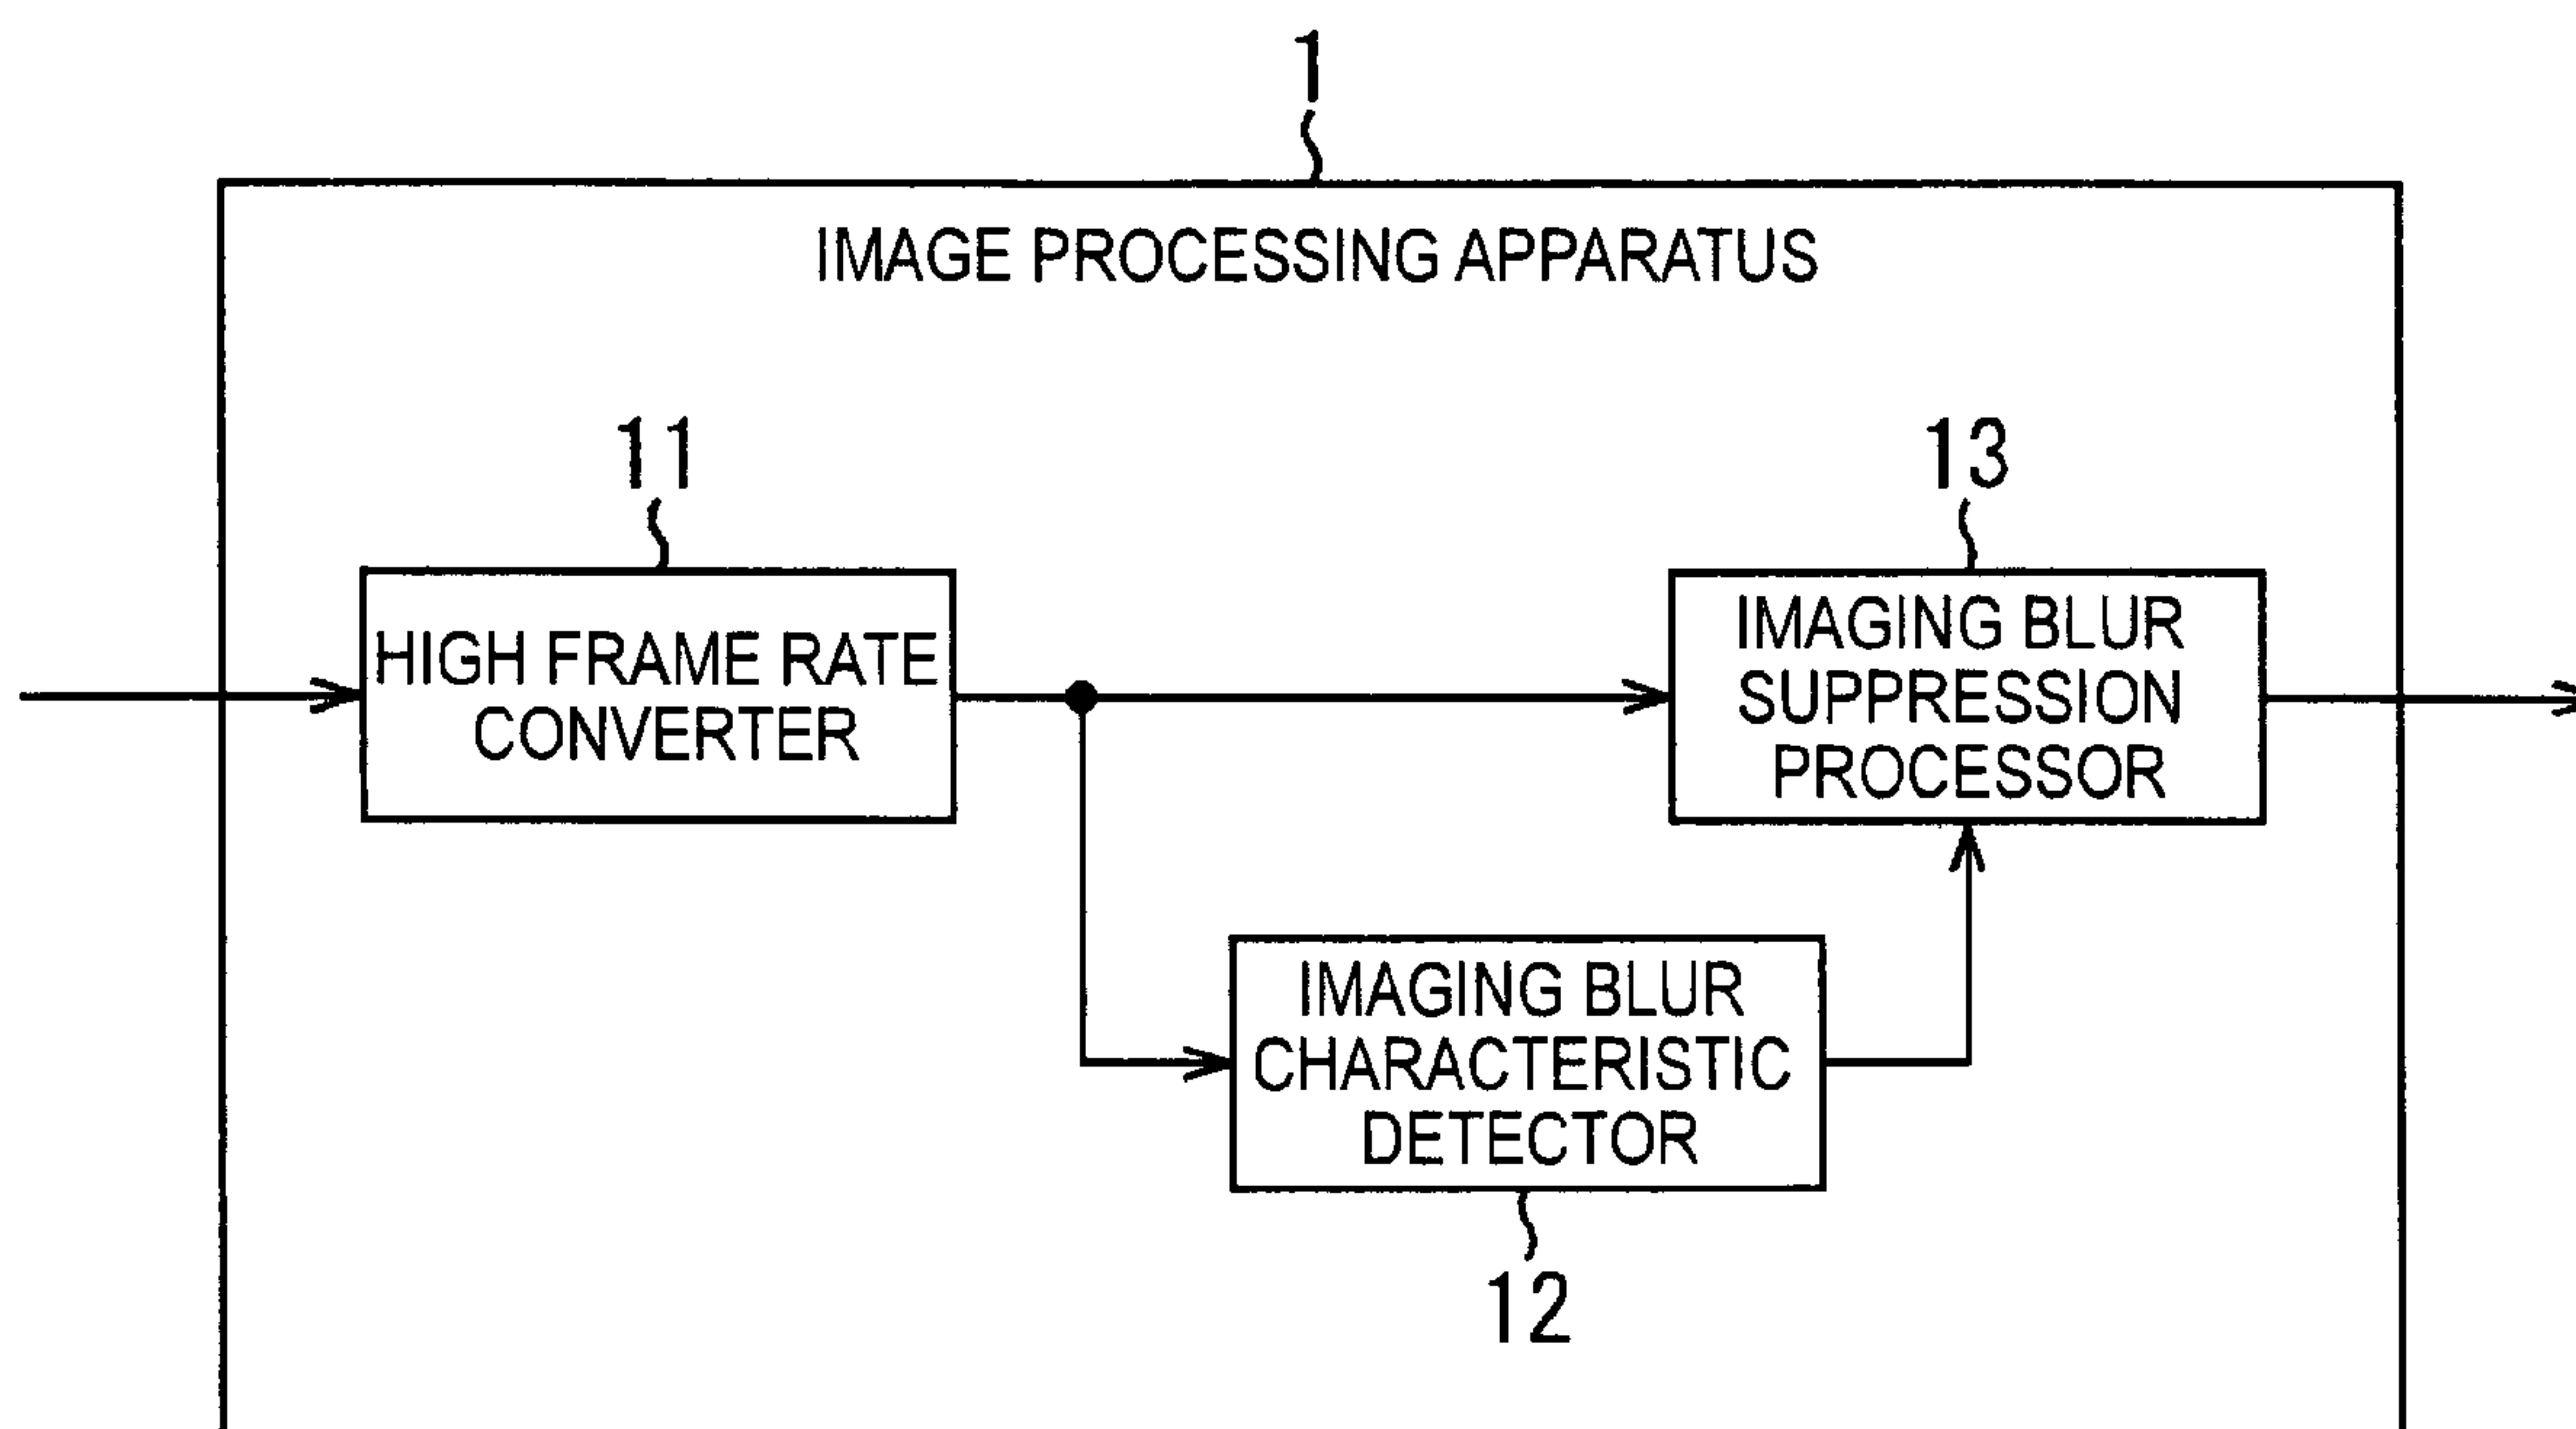 1
IMAGE PROCESSING APPARATUS
11
13
HIGH FRAME RATE
CONVERTER
IMAGING BLUR
SUPPRESSION
PROCESSOR
IMAGING BLUR
CHARACTERISTIC
DETECTOR
12